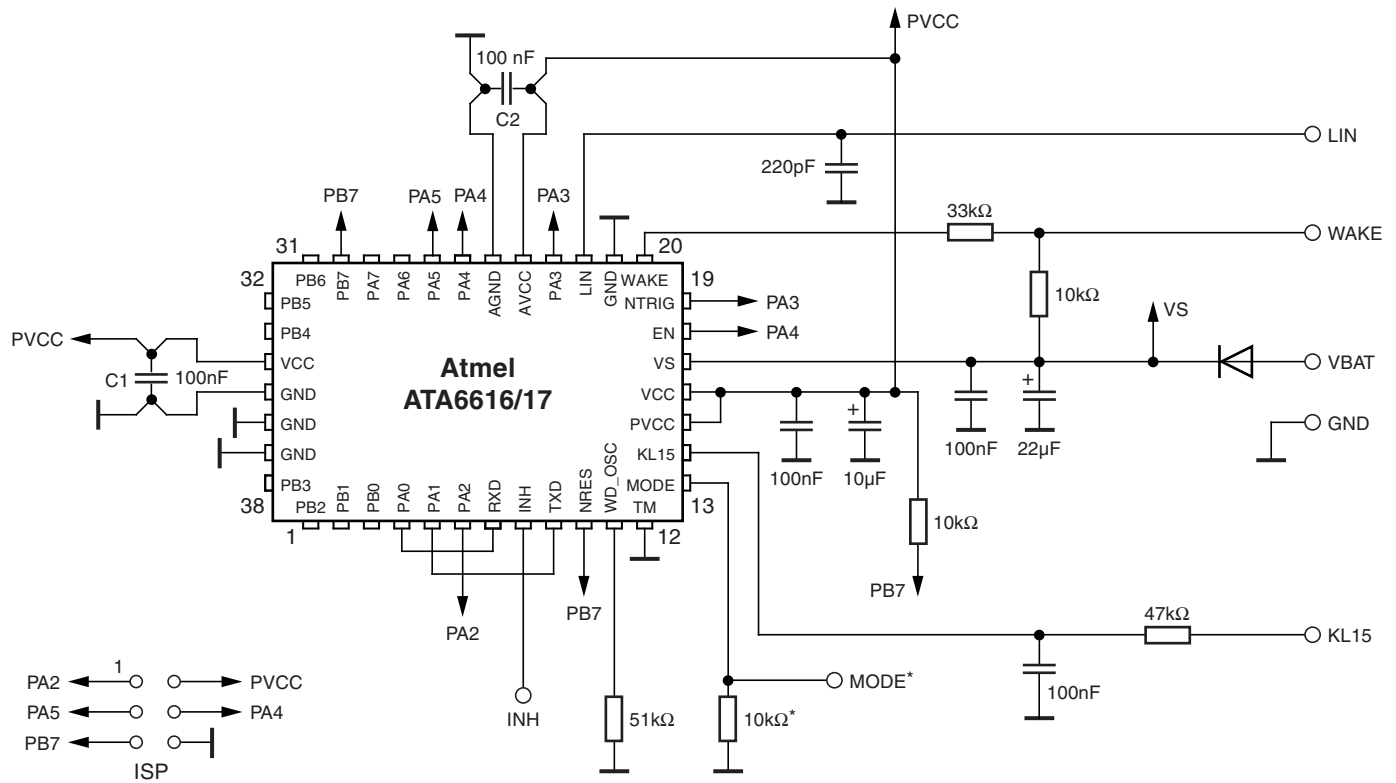 PVCC
100 nF
C2
LIN
220pF
PB7
PA5
PA4
PA3
33kΩ
WAKE
31
20
PB6
PB7
PA7
PA6
PA5
PA4
AGND
AVCC
PA3
LIN
GND
WAKE
32
19
PB5
NTRIG
PA3
10kΩ
PB4
EN
PA4
VS
PVCC
C1
100nF
VCC
Atmel
ATA6616/17
VS
VBAT
GND
VCC
GND
PVCC
GND
+
10µF
100nF
+
22µF
100nF
GND
KL15
PB3
MODE
38
13
PB2
PB1
PB0
PA0
PA1
PA2
RXD
INH
TXD
NRES
WD_OSC
TM
1
12
10kΩ
PB7
PA2
PB7
47kΩ
KL15
100nF
1
PA2
PVCC
PA5
PA4
PB7
ISP
INH
51kΩ
MODE*
10kΩ*